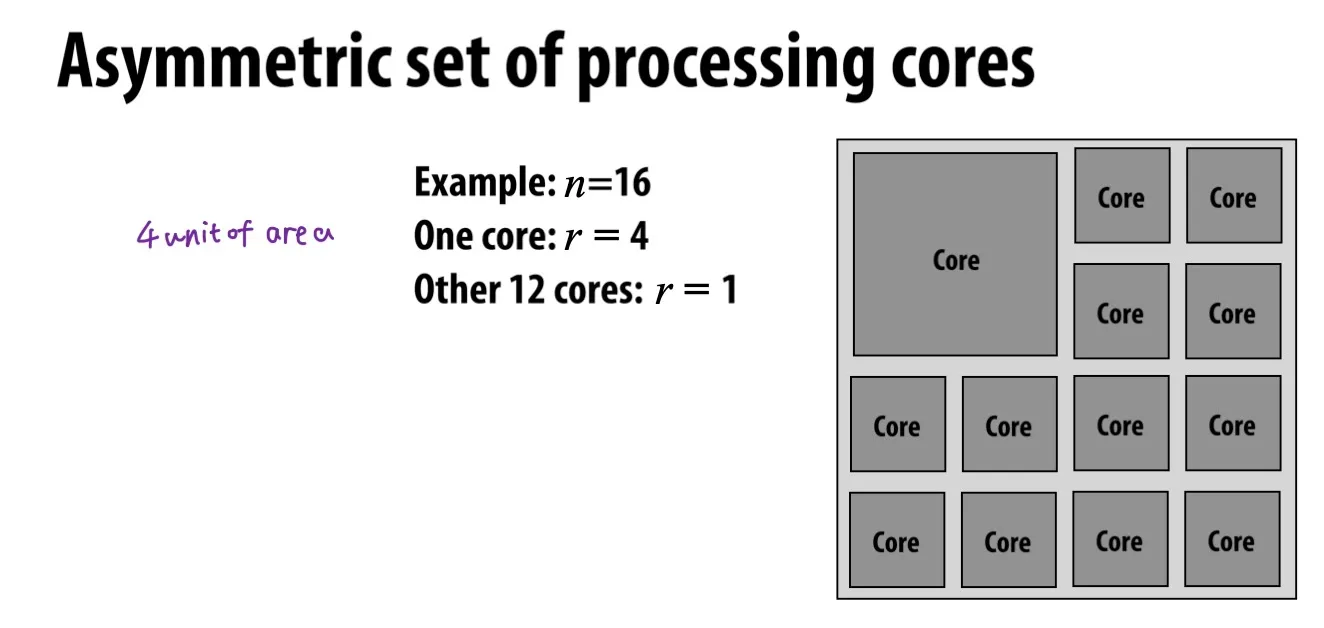 Asymmetric set of processing cores
Example: n=16
4 unit of area
One core: r = 4
Other 12 cores: r = 1
Core
Core
Core
Core
Core
Core
Core
Core
Core
Core
Core
Core
Core